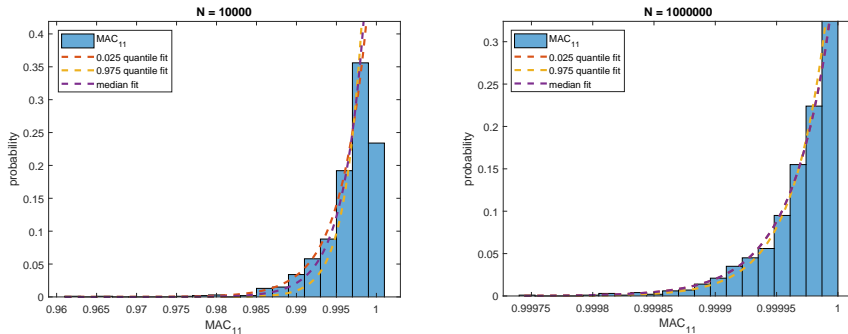 N = 10000
MAC11
0.025 quantile fit
0.975 quantile fit
median fit
probability
0.4
0.35
0.3
0.25
0.2
0.15
0.1
0.05
0
0.96 0.965 0.97 0.975 0.98 0.985 0.99 0.995 1
MAC11
N = 1000000
MAC11
0.025 quantile fit
0.975 quantile fit
median fit
probability
0.3
0.25
0.2
0.15
0.1
0.05
0
0.99975 0.9998 0.99985 0.9999 0.99995 1
MAC11